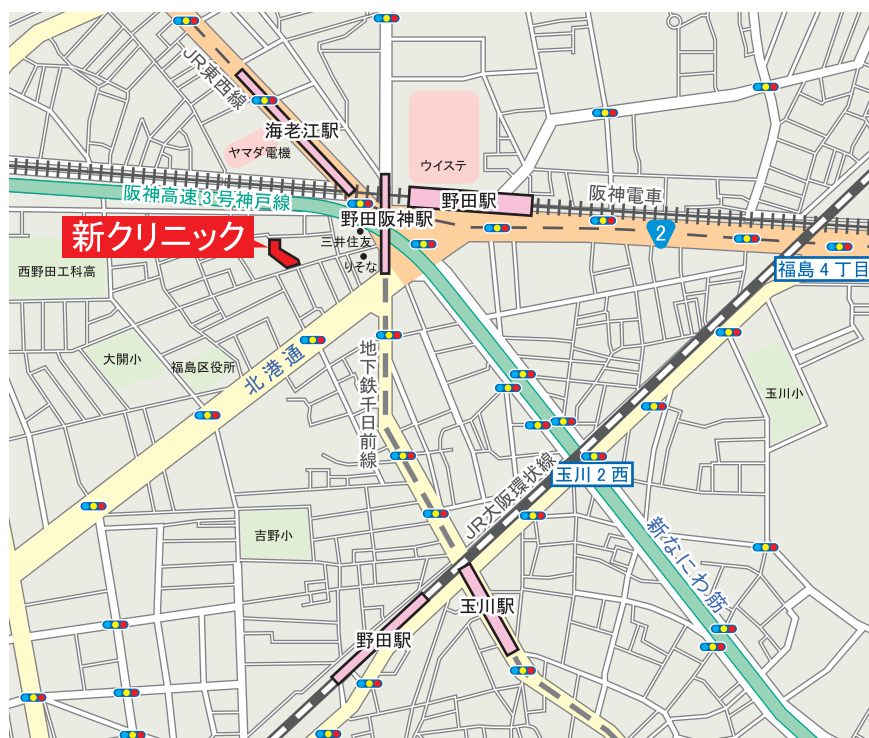 JR東西線
海老江駅
ヤマダ電機
ウイステ
阪神高速3号神戸線
野田駅
阪神電車
野田阪神駅
2
新クリニック
三井住友
りそな
西野田工科高
福島4丁目
大開小
福島区役所
北港通
地下鉄千日前線
玉川小
JR大阪環状線
玉川2西
吉野小
新なにわ筋
玉川駅
野田駅